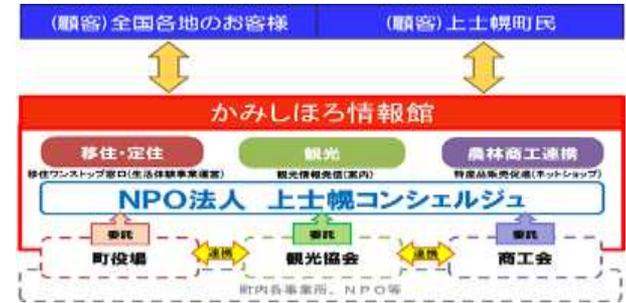 (顧客)全国各地のお客様 (顧客)上士幌町民
かみしほろ情報館
移住・定住 観光 農林商工連携
移住ワンストップ窓口(生活体験事業運営) 観光情報発信(案内) 特産品販売促進(ネットショップ)
NPO法人 上士幌コンシェルジュ
委託 委託 委託
町役場 連携 観光協会 連携 商工会
町内各事業所、NPO等